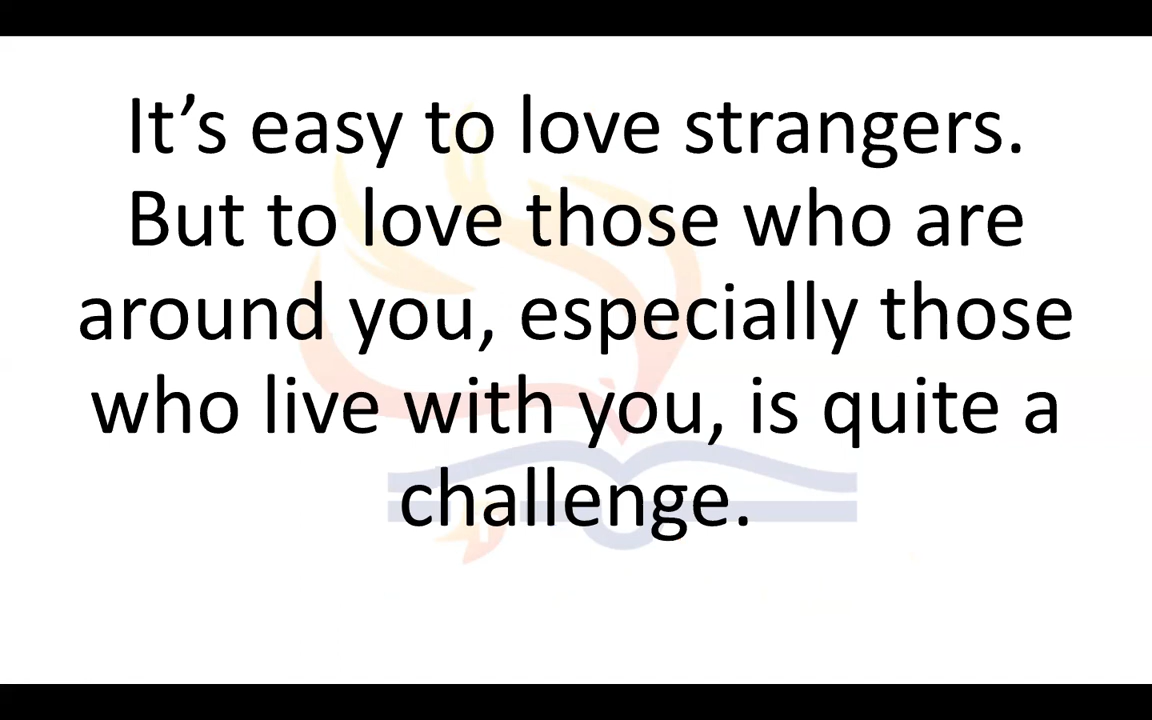 It’s easy to love strangers.
But to love those who are
around you, especially those
who live with you, is quite a
challenge.